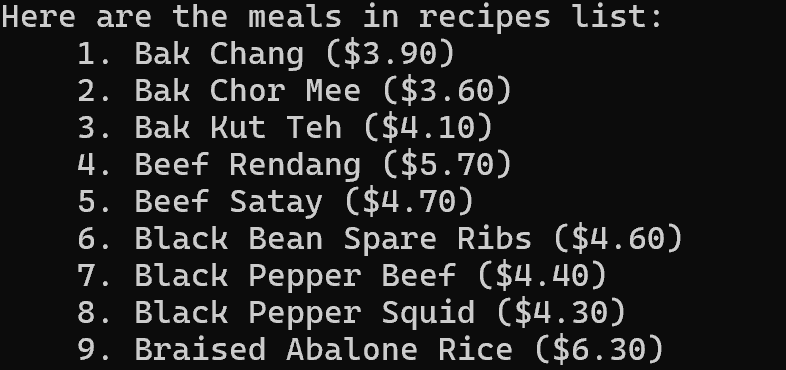 Here are the meals in recipes list:
1. Bak Chang ($3.90)
2. Bak Chor Mee ($3.60)
3. Bak Kut Teh ($4.10)
4. Beef Rendang ($5.70)
5. Beef Satay ($4.70)
6. Black Bean Spare Ribs ($4.60)
7. Black Pepper Beef ($4.40)
8. Black Pepper Squid ($4.30)
9. Braised Abalone Rice ($6.30)